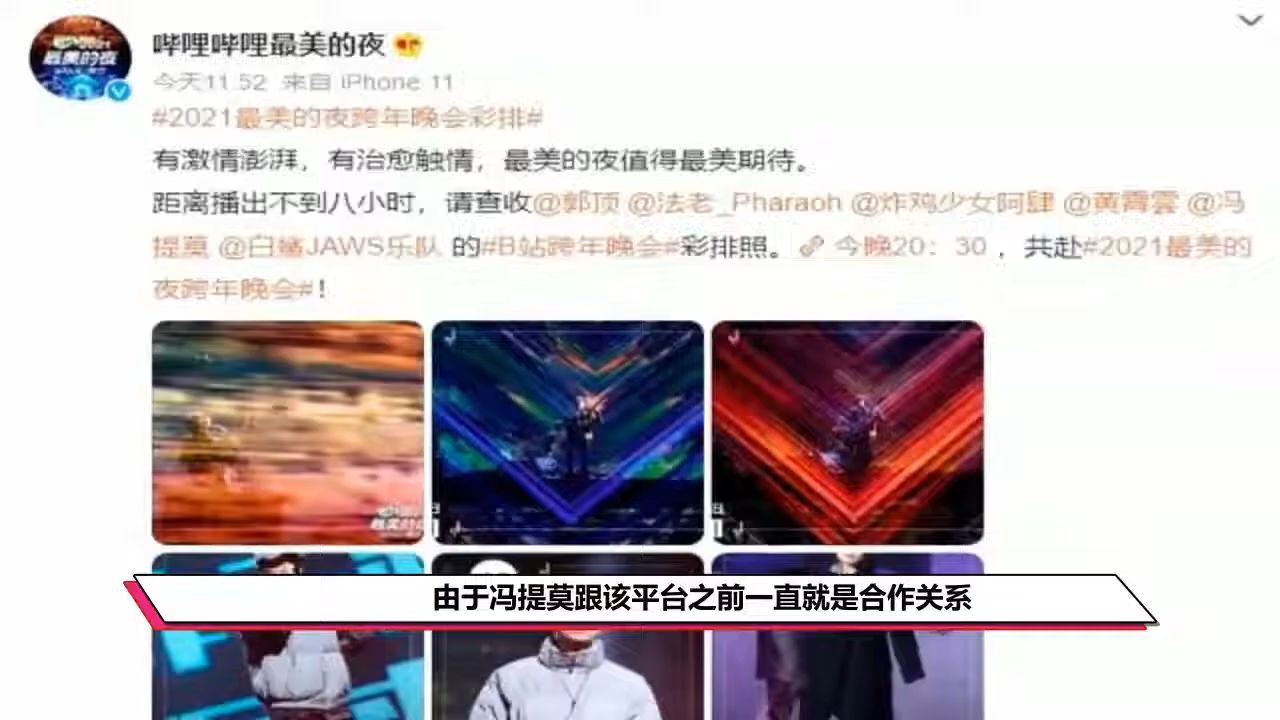 哔哩哔哩最美的夜
今天11:52 来自 iPhone 11
#2021最美的夜跨年晚会彩排#
有激情澎湃，有治愈触情，最美的夜值得最美期待。
距离播出不到八小时，请查收@郭顶 @法老_Pharaoh @炸鸡少女阿肆 @黄霄雲 @冯
提莫 @白鲨JAWS乐队 的#B站跨年晚会#彩排照。今晚20：30 ，共赴#2021最美的
夜跨年晚会#！
由于冯提莫跟该平台之前一直就是合作关系